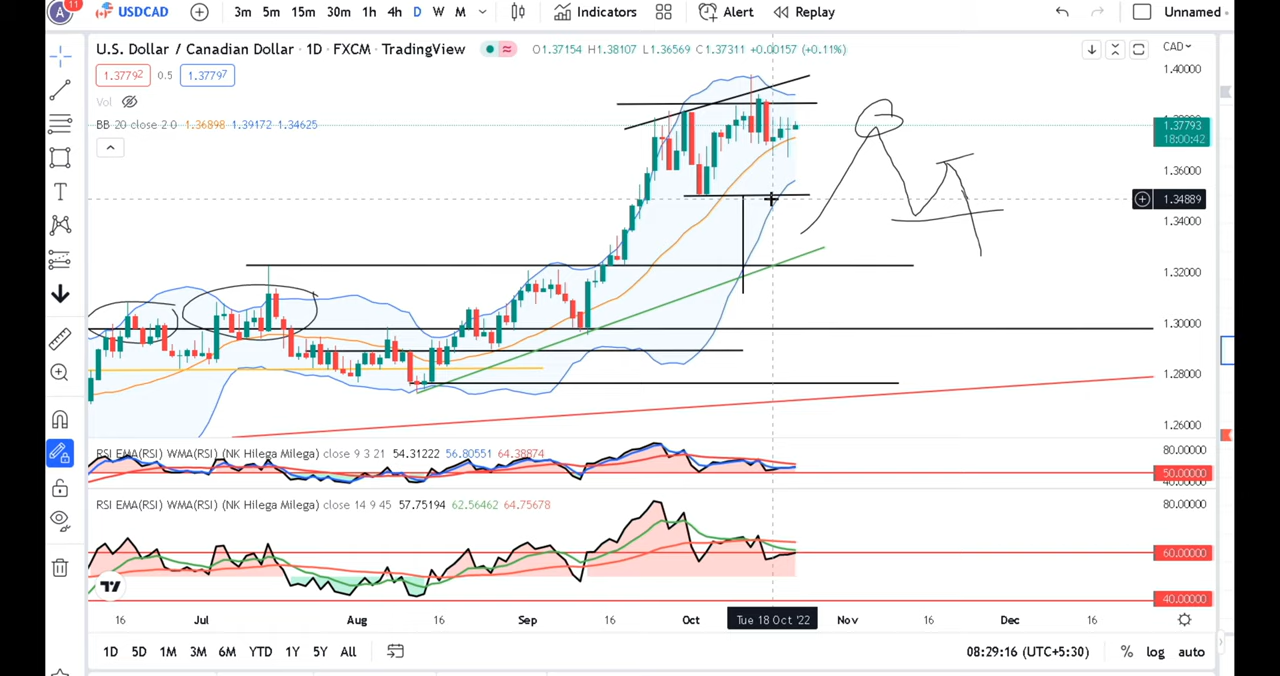 A 11 USDCAD 3m 5m 15m 30m 1h 4h D W M Indicators Alert Replay Unnamed
U.S. Dollar / Canadian Dollar · 1D · FXCM · TradingView O1.37154 H1.38107 L1.36569 C1.37311 +0.00157 (+0.11%) CAD
1.37792 0.5 1.37797
1.40000
Vol
BB 20 close 2 0 1.36898 1.39172 1.34625
1.37793
18:00:42
1.36000
1.34889
1.34000
1.32000
1.30000
1.28000
1.26000
RSI EMA(RSI) WMA(RSI) (NK Hilega Milega) close 9 3 21 54.31222 56.80551 64.38874
80.00000
50.00000
40.00000
RSI EMA(RSI) WMA(RSI) (NK Hilega Milega) close 14 9 45 57.75194 62.56462 64.75678
80.00000
60.00000
40.00000
16 Jul Aug 16 Sep 16 Oct Tue 18 Oct '22 Nov 16 Dec 16
1D 5D 1M 3M 6M YTD 1Y 5Y All 08:29:16 (UTC+5:30) % log auto